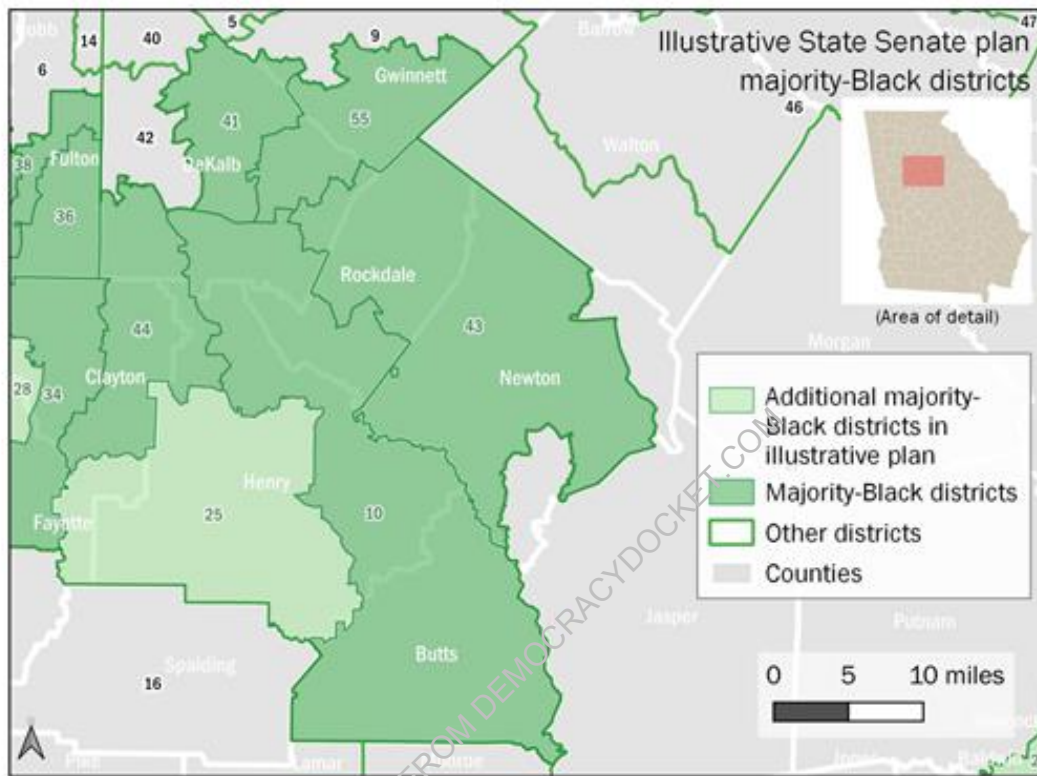 5
47
14
40
9
Barrow
Illustrative State Senate plan
majority-Black districts
6
Gwinnett
46
41
55
42
Walton
38
Fulton
DeKalb
36
Rockdale
(Area of detail)
43
44
Morgan
28
34
Clayton
Newton
Additional majority-
Black districts in
illustrative plan
Henry
Majority-Black districts
25
10
Fayette
Other districts
Counties
Jasper
Putnam
Butts
Spalding
16
0 5 10 miles
Pike
Lamar
FROM DEMOCRACYDOCKET.COM